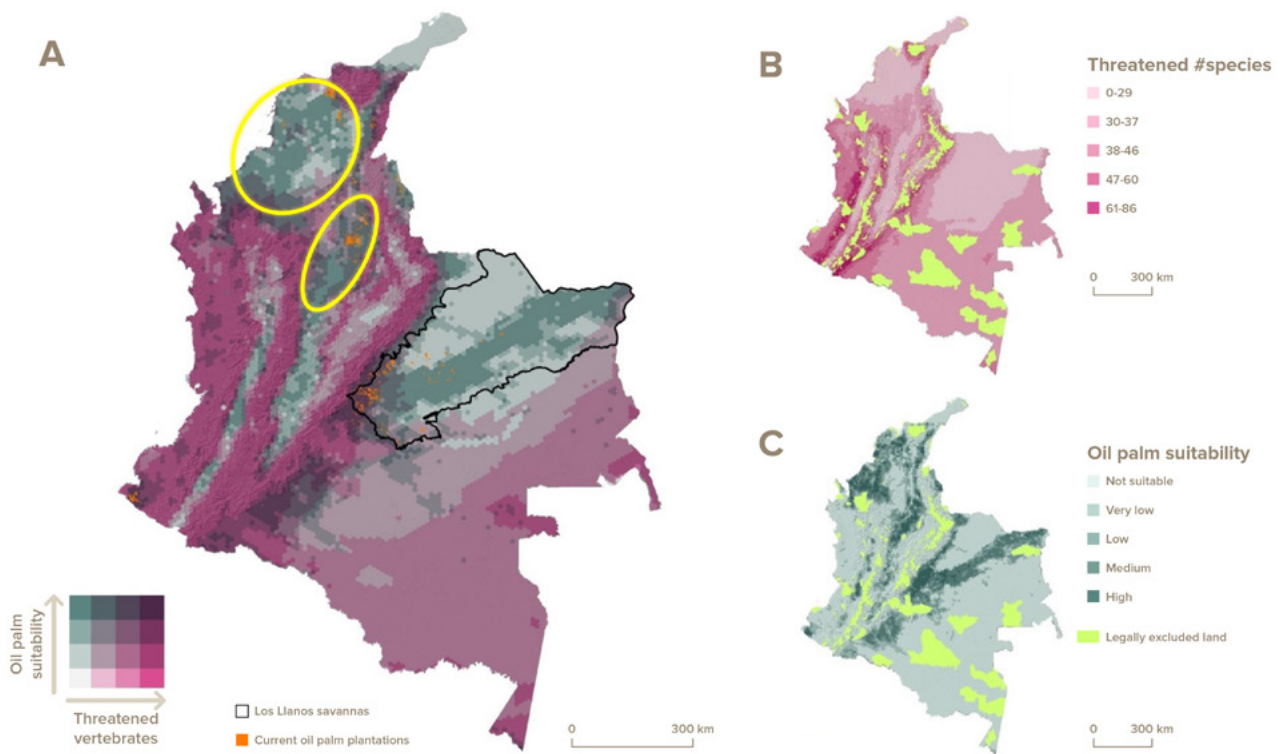 A
Oil palm
suitability
Threatened
vertebrates
Los Llanos savannas
Current oil palm plantations
0 300 km
B
Threatened #species
0-29
30-37
38-46
47-60
61-86
0 300 km
C
Oil palm suitability
Not suitable
Very low
Low
Medium
High
Legally excluded land
0 300 km